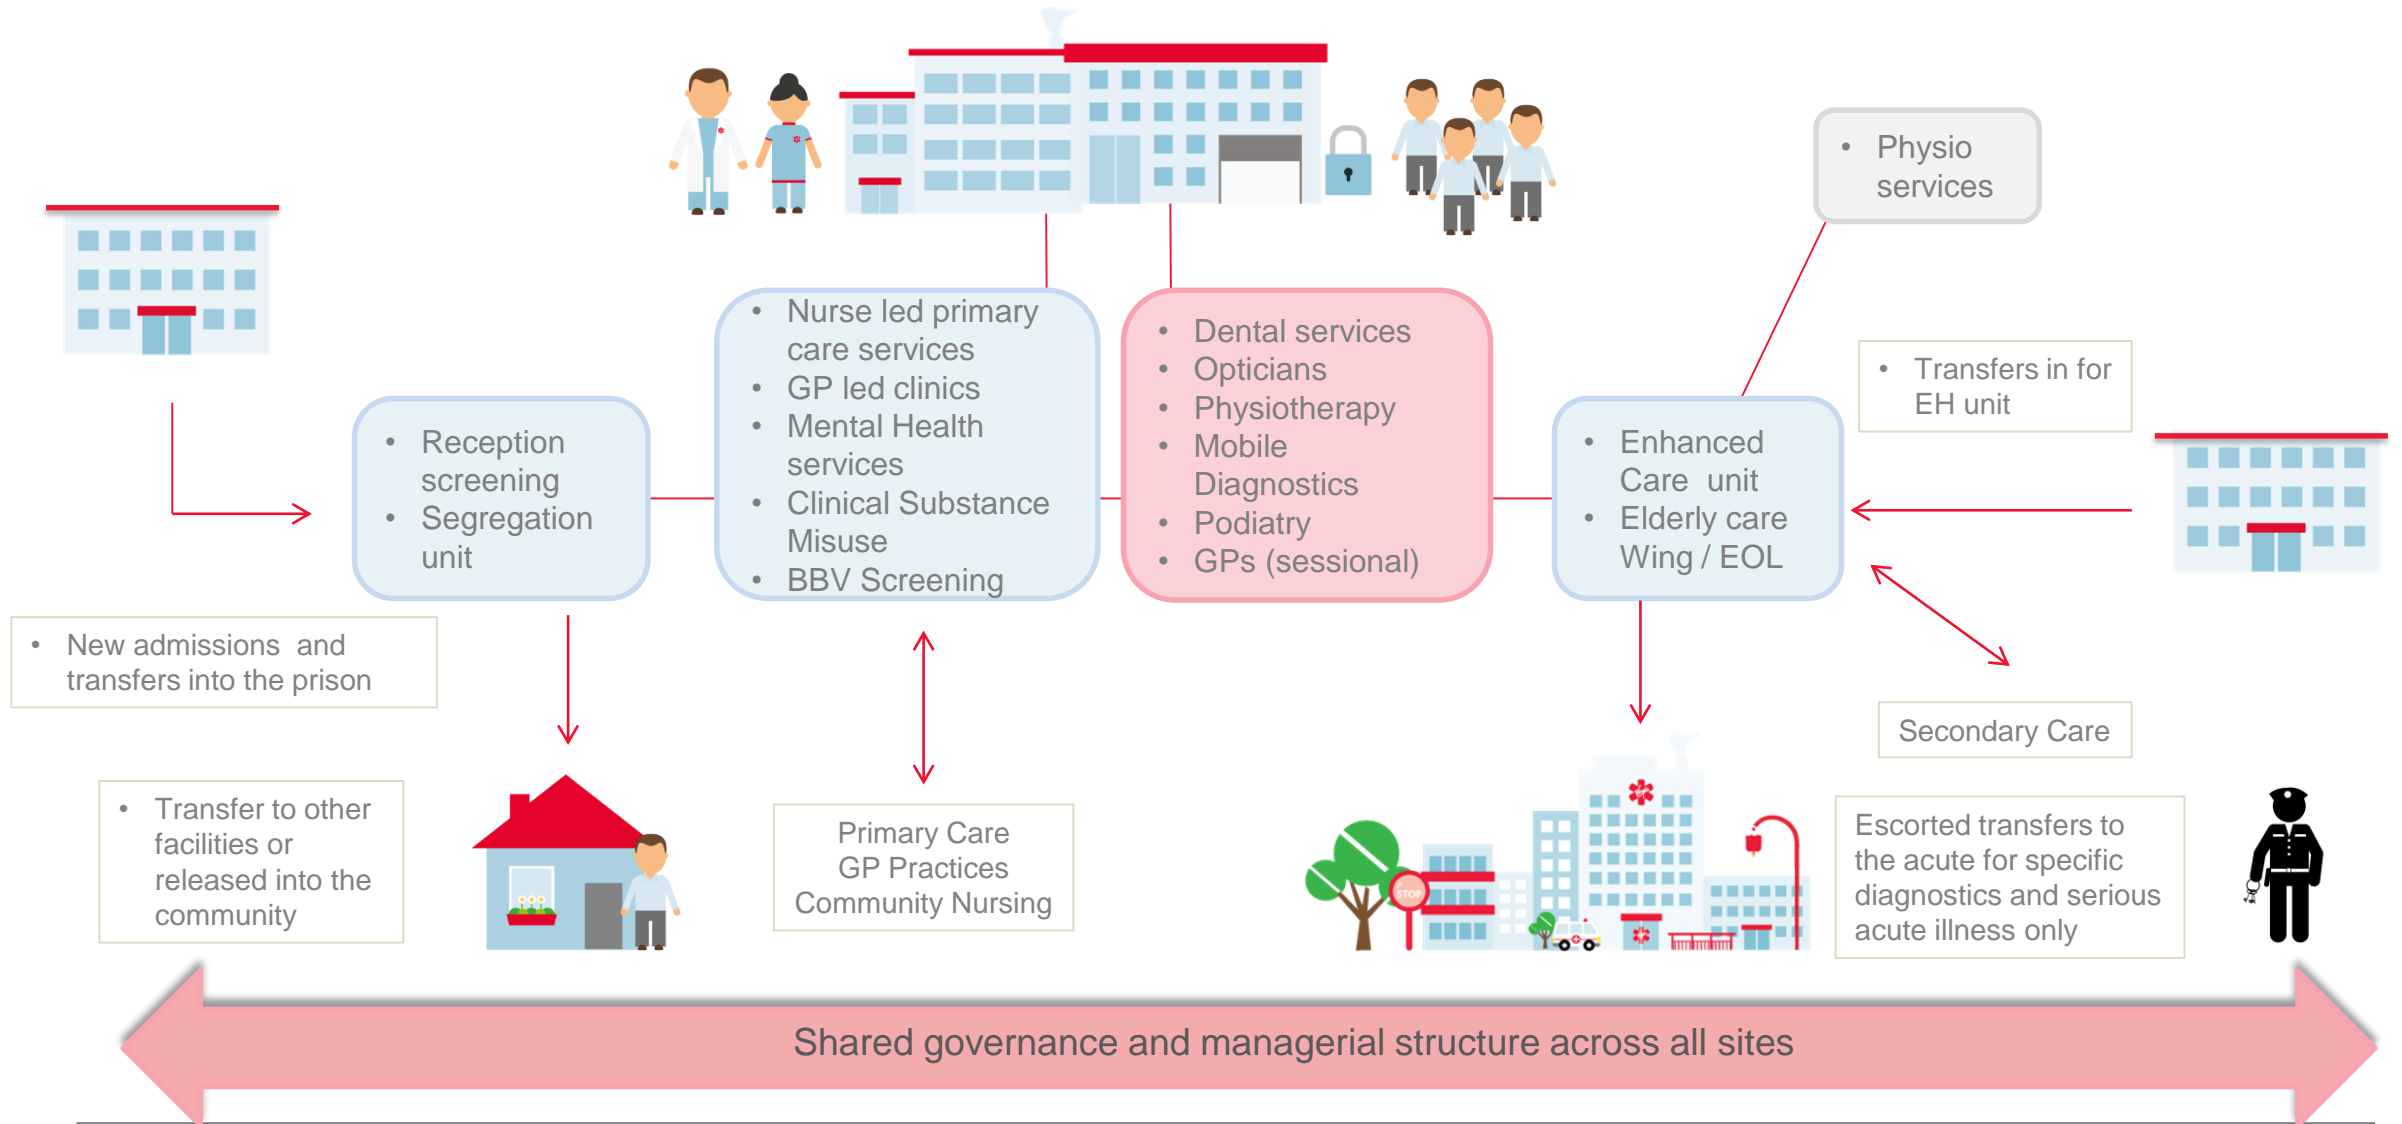 • Physio
services
• Nurse led primary
care services
• GP led clinics
• Mental Health
services
• Clinical Substance
Misuse
• BBV Screening
• Dental services
• Opticians
• Physiotherapy
• Mobile
Diagnostics
• Podiatry
• GPs (sessional)
• Transfers in for
EH unit
• Reception
screening
• Segregation
unit
• Enhanced
Care  unit
• Elderly care
Wing / EOL
• New admissions  and
transfers into the prison
Secondary Care
• Transfer to other
facilities or
released into the
community
Primary Care
GP Practices
Community Nursing
STOP
Escorted transfers to
the acute for specific
diagnostics and serious
acute illness only
Shared governance and managerial structure across all sites